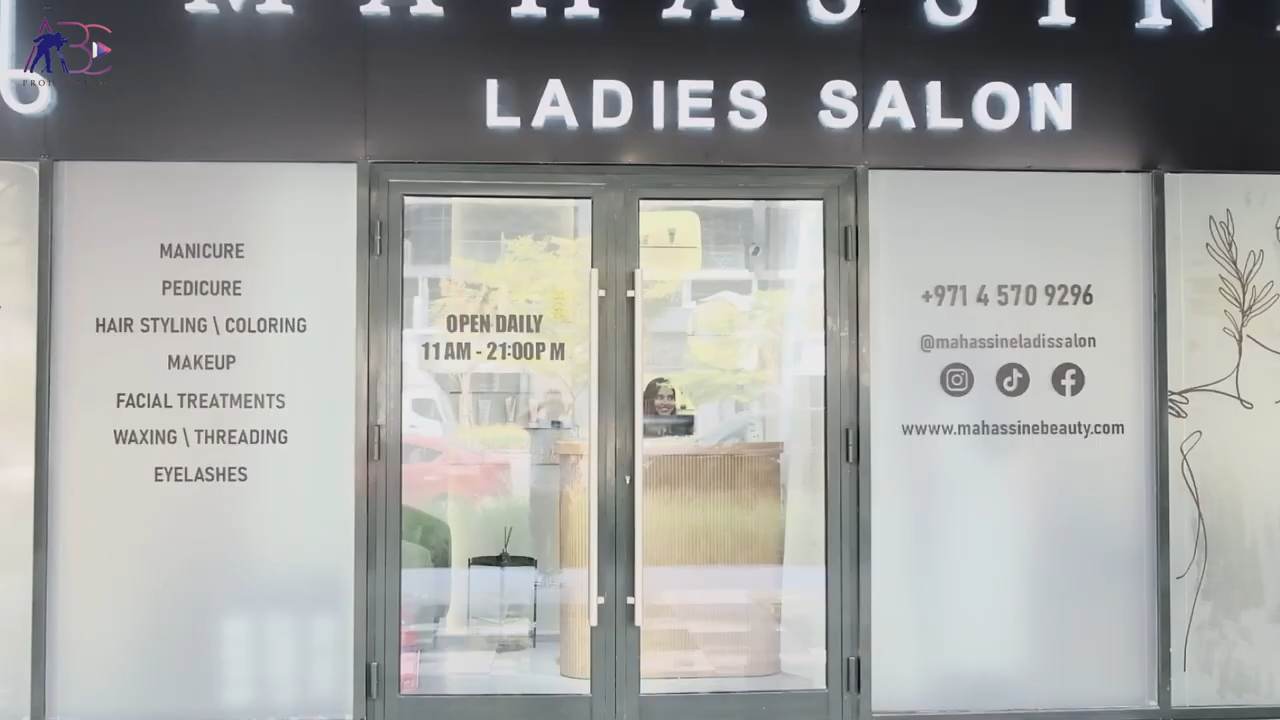 MAHASSINE
LADIES SALON
MANICURE
PEDICURE
HAIR STYLING \ COLORING
MAKEUP
FACIAL TREATMENTS
WAXING \ THREADING
EYELASHES
OPEN DAILY
11 AM - 21:00P M
+971 4 570 9296
@mahassineladissalon
www.mahassinebeauty.com